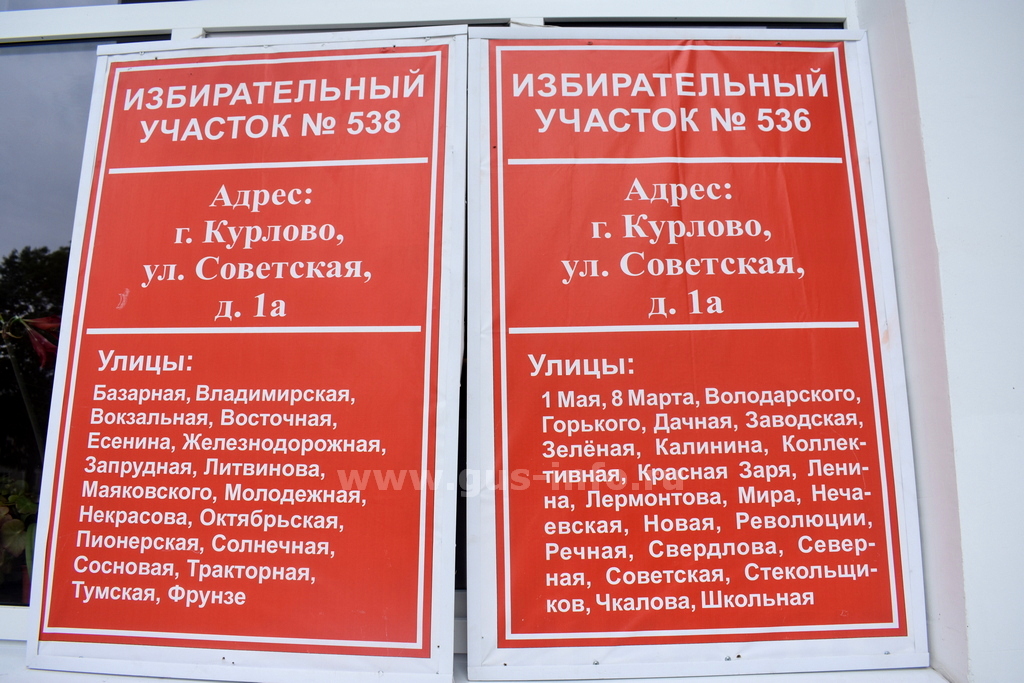 ИЗБИРАТЕЛЬНЫЙ
УЧАСТОК № 538
Адрес:
г. Курлово,
ул. Советская,
д. 1а
Улицы:
Базарная, Владимирская,
Вокзальная, Восточная,
Есенина, Железнодорожная,
Запрудная, Литвинова,
Маяковского, Молодежная,
Некрасова, Октябрьская,
Пионерская, Солнечная,
Сосновая, Тракторная,
Тумская, Фрунзе
ИЗБИРАТЕЛЬНЫЙ
УЧАСТОК № 536
Адрес:
г. Курлово,
ул. Советская,
д. 1а
Улицы:
1 Мая, 8 Марта, Володарского,
Горького, Дачная, Заводская,
Зелёная, Калинина, Коллек-
тивная, Красная Заря, Лени-
на, Лермонтова, Мира, Неча-
евская, Новая, Революции,
Речная, Свердлова, Север-
ная, Советская, Стекольщи-
ков, Чкалова, Школьная
www.gus-info.ru